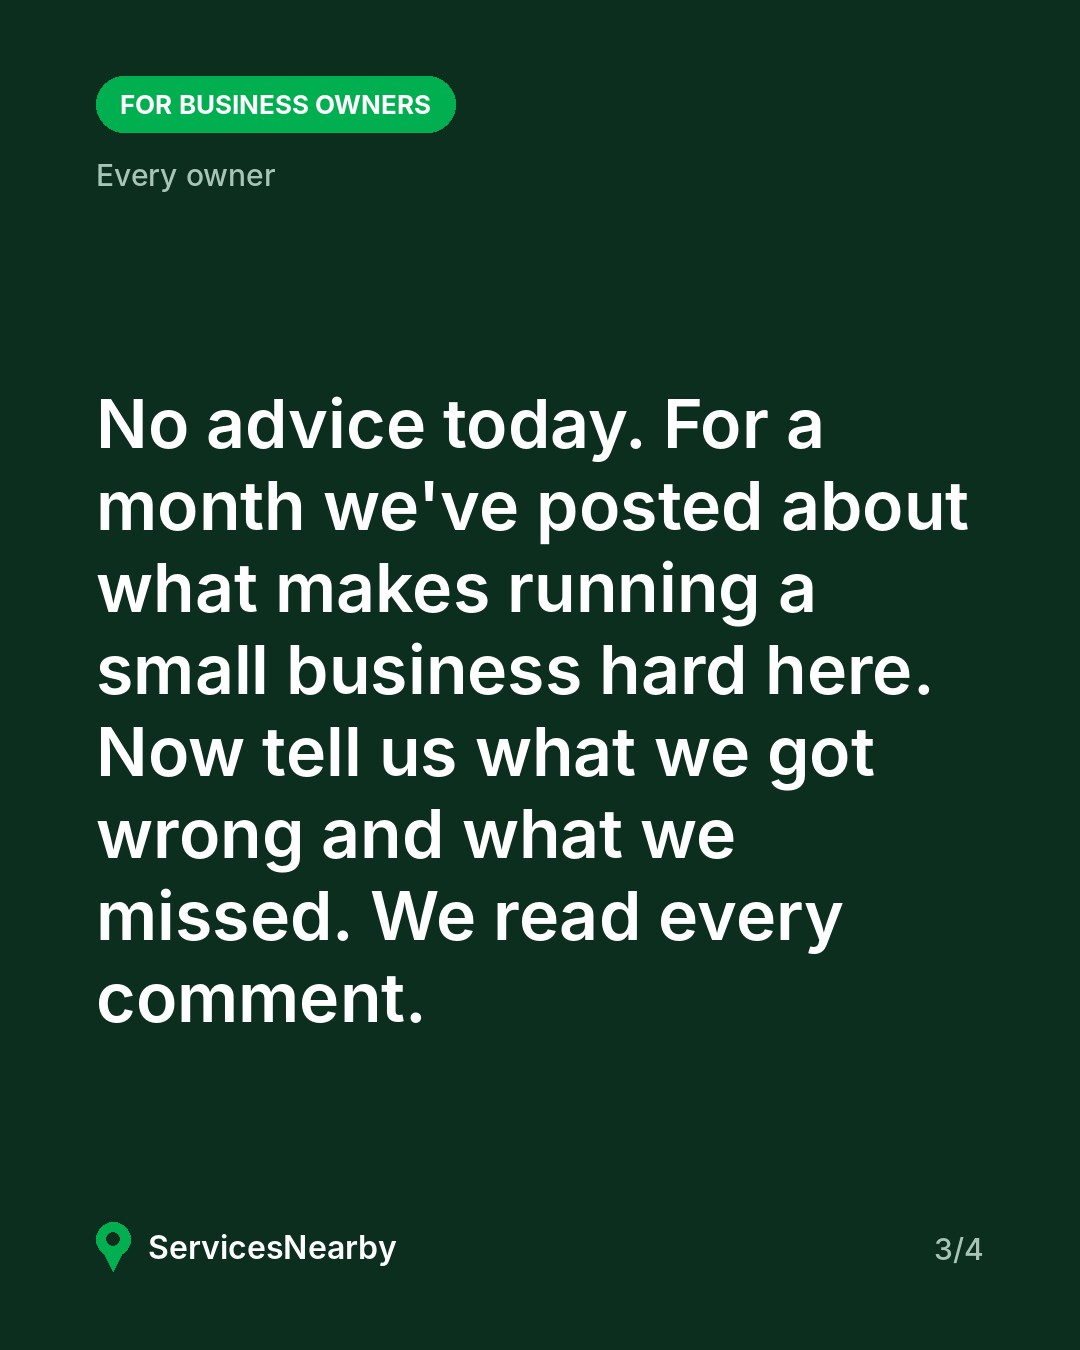 FOR BUSINESS OWNERS
Every owner
No advice today. For a
month we've posted about
what makes running a
small business hard here.
Now tell us what we got
wrong and what we
missed. We read every
comment.
ServicesNearby
3/4